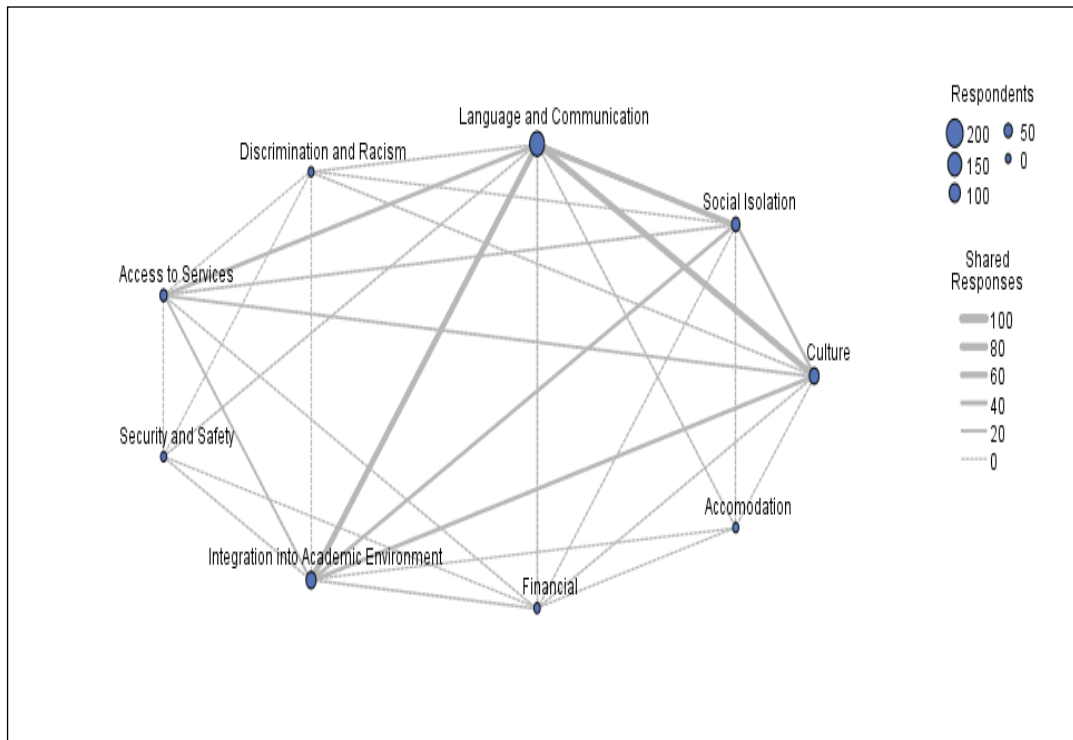 Language and Communication
Discrimination and Racism
Social Isolation
Access to Services
Culture
Security and Safety
Accomodation
Integration into Academic Environment
Financial
Respondents
200 50
150 0
100
Shared
Responses
100
80
60
40
20
0